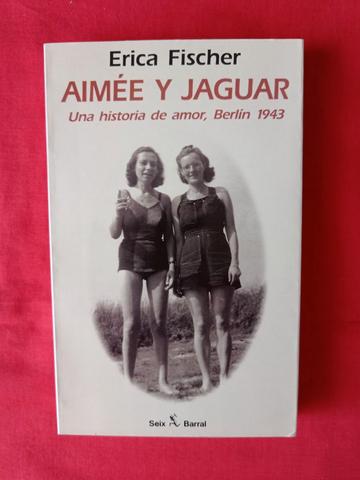 Erica Fischer
AIMÉE Y JAGUAR
Una historia de amor, Berlín 1943
Seix Barral